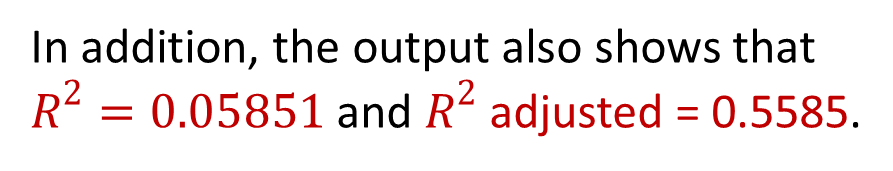 In addition, the output also shows that
R² = 0.05851 and R² adjusted = 0.5585.